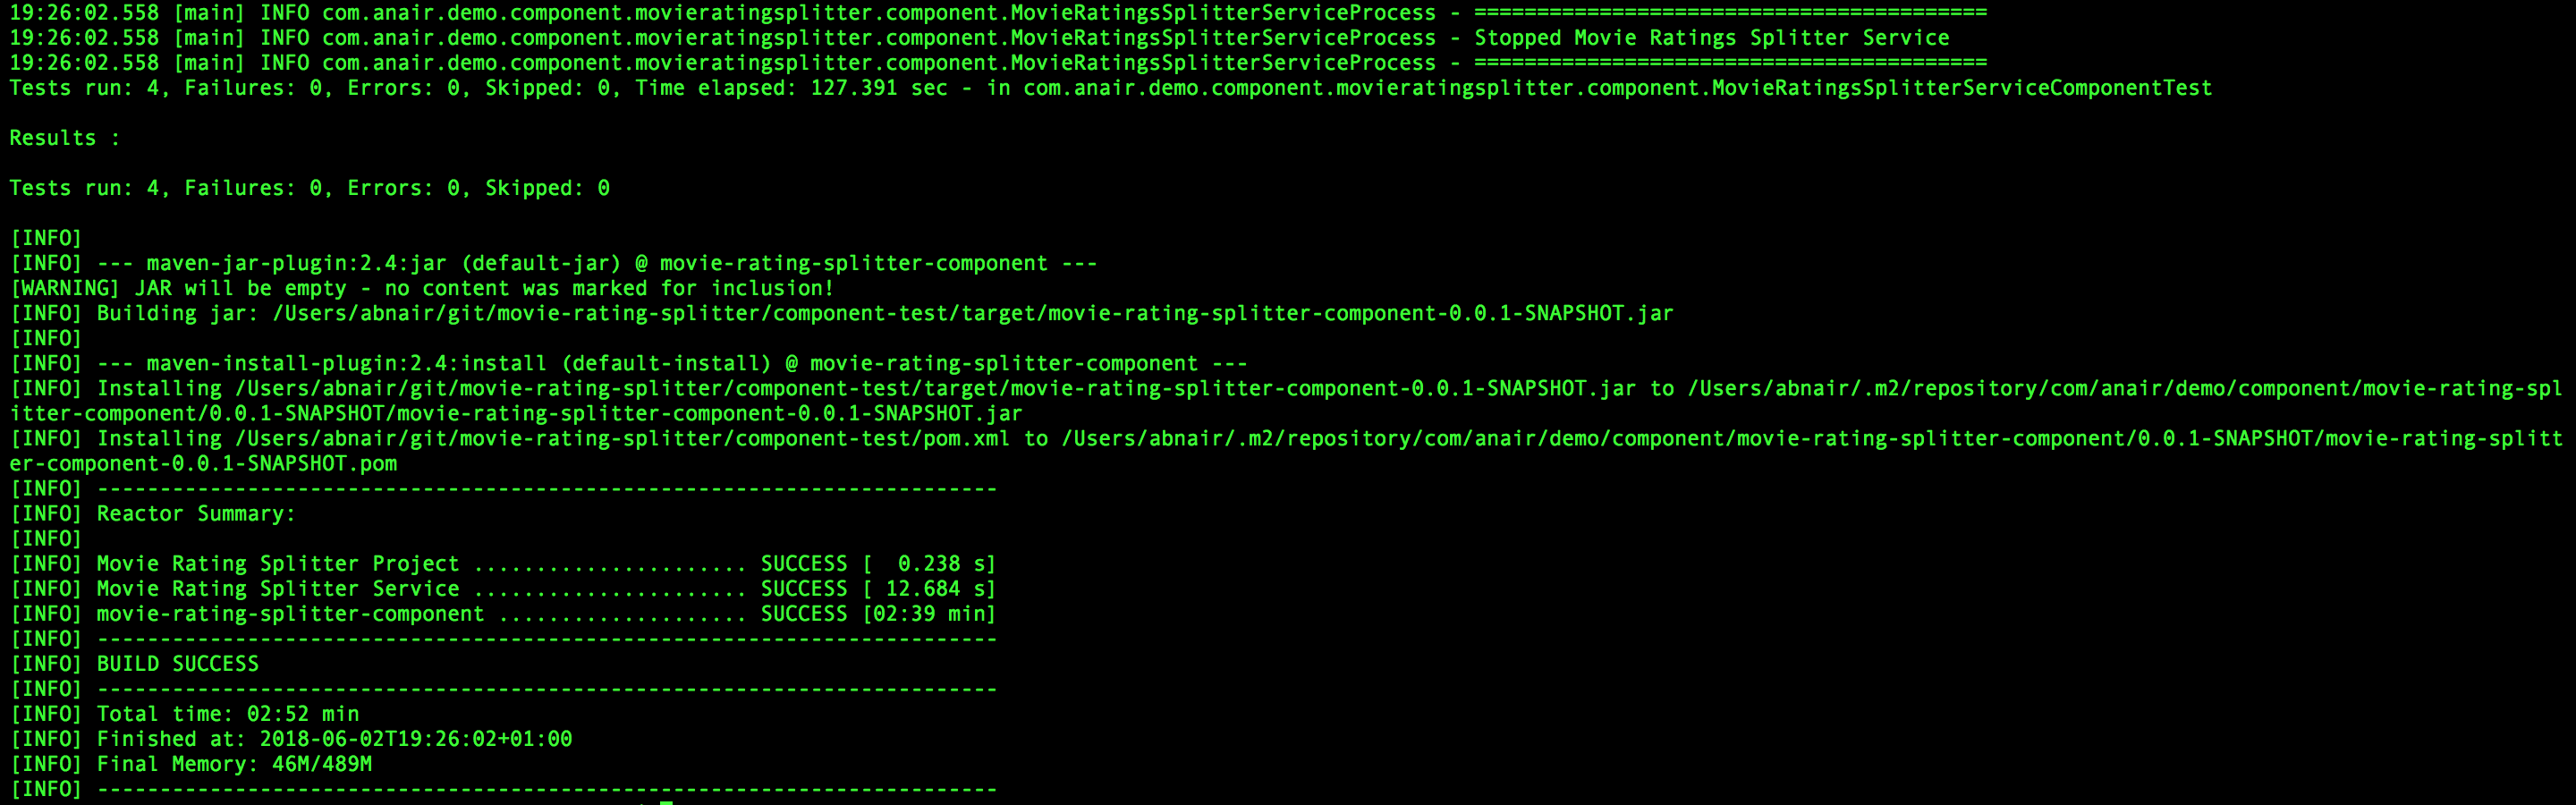 19:26:02.558 [main] INFO com.anair.demo.component.movieratingsplitter.component.MovieRatingsSplitterServiceProcess - =========================================
19:26:02.558 [main] INFO com.anair.demo.component.movieratingsplitter.component.MovieRatingsSplitterServiceProcess - Stopped Movie Ratings Splitter Service
19:26:02.558 [main] INFO com.anair.demo.component.movieratingsplitter.component.MovieRatingsSplitterServiceProcess - =========================================
Tests run: 4, Failures: 0, Errors: 0, Skipped: 0, Time elapsed: 127.391 sec - in com.anair.demo.component.movieratingsplitter.component.MovieRatingsSplitterServiceComponentTest
Results :
Tests run: 4, Failures: 0, Errors: 0, Skipped: 0
[INFO]
[INFO] --- maven-jar-plugin:2.4:jar (default-jar) @ movie-rating-splitter-component ---
[WARNING] JAR will be empty - no content was marked for inclusion!
[INFO] Building jar: /Users/abnair/git/movie-rating-splitter/component-test/target/movie-rating-splitter-component-0.0.1-SNAPSHOT.jar
[INFO]
[INFO] --- maven-install-plugin:2.4:install (default-install) @ movie-rating-splitter-component ---
[INFO] Installing /Users/abnair/git/movie-rating-splitter/component-test/target/movie-rating-splitter-component-0.0.1-SNAPSHOT.jar to /Users/abnair/.m2/repository/com/anair/demo/component/movie-rating-spl
itter-component/0.0.1-SNAPSHOT/movie-rating-splitter-component-0.0.1-SNAPSHOT.jar
[INFO] Installing /Users/abnair/git/movie-rating-splitter/component-test/pom.xml to /Users/abnair/.m2/repository/com/anair/demo/component/movie-rating-splitter-component/0.0.1-SNAPSHOT/movie-rating-splitt
er-component-0.0.1-SNAPSHOT.pom
[INFO] ------------------------------------------------------------------------
[INFO] Reactor Summary:
[INFO]
[INFO] Movie Rating Splitter Project ...................... SUCCESS [  0.238 s]
[INFO] Movie Rating Splitter Service ...................... SUCCESS [ 12.684 s]
[INFO] movie-rating-splitter-component .................... SUCCESS [02:39 min]
[INFO] ------------------------------------------------------------------------
[INFO] BUILD SUCCESS
[INFO] ------------------------------------------------------------------------
[INFO] Total time: 02:52 min
[INFO] Finished at: 2018-06-02T19:26:02+01:00
[INFO] Final Memory: 46M/489M
[INFO] ------------------------------------------------------------------------